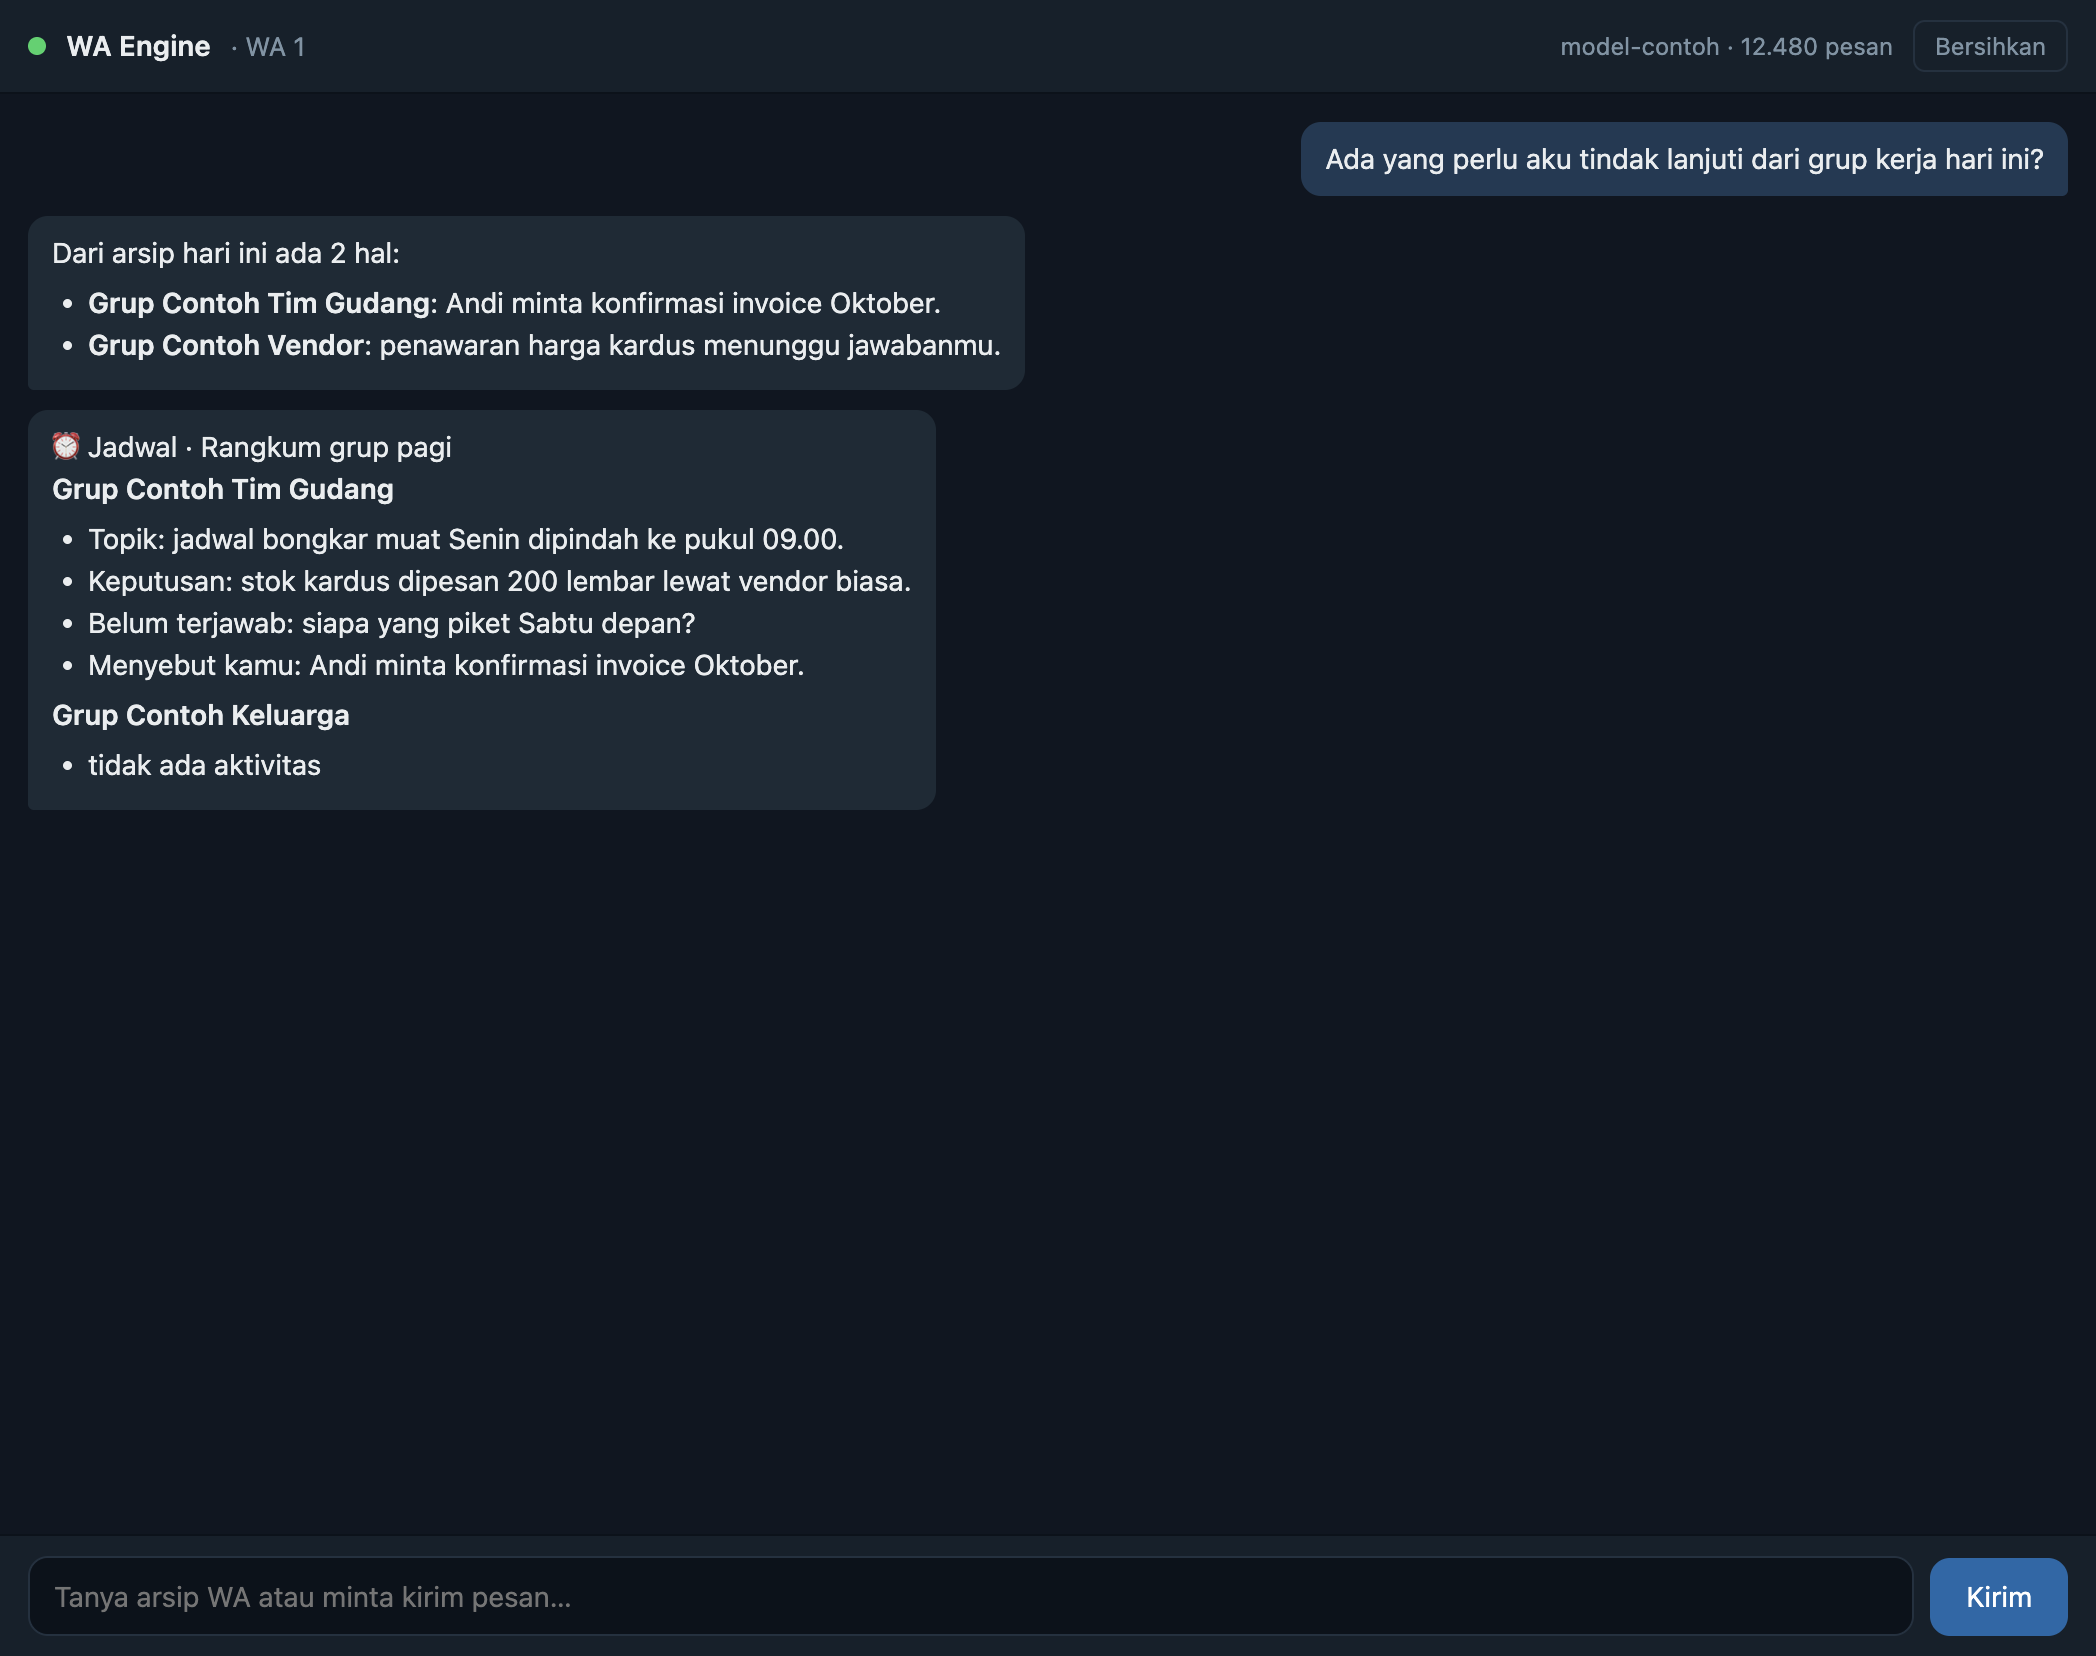 WA Engine · WA 1
model-contoh · 12.480 pesan
Bersihkan
Ada yang perlu aku tindak lanjuti dari grup kerja hari ini?
Dari arsip hari ini ada 2 hal:
• Grup Contoh Tim Gudang: Andi minta konfirmasi invoice Oktober.
• Grup Contoh Vendor: penawaran harga kardus menunggu jawabanmu.
⏰ Jadwal · Rangkum grup pagi
Grup Contoh Tim Gudang
• Topik: jadwal bongkar muat Senin dipindah ke pukul 09.00.
• Keputusan: stok kardus dipesan 200 lembar lewat vendor biasa.
• Belum terjawab: siapa yang piket Sabtu depan?
• Menyebut kamu: Andi minta konfirmasi invoice Oktober.
Grup Contoh Keluarga
• tidak ada aktivitas
Tanya arsip WA atau minta kirim pesan...
Kirim